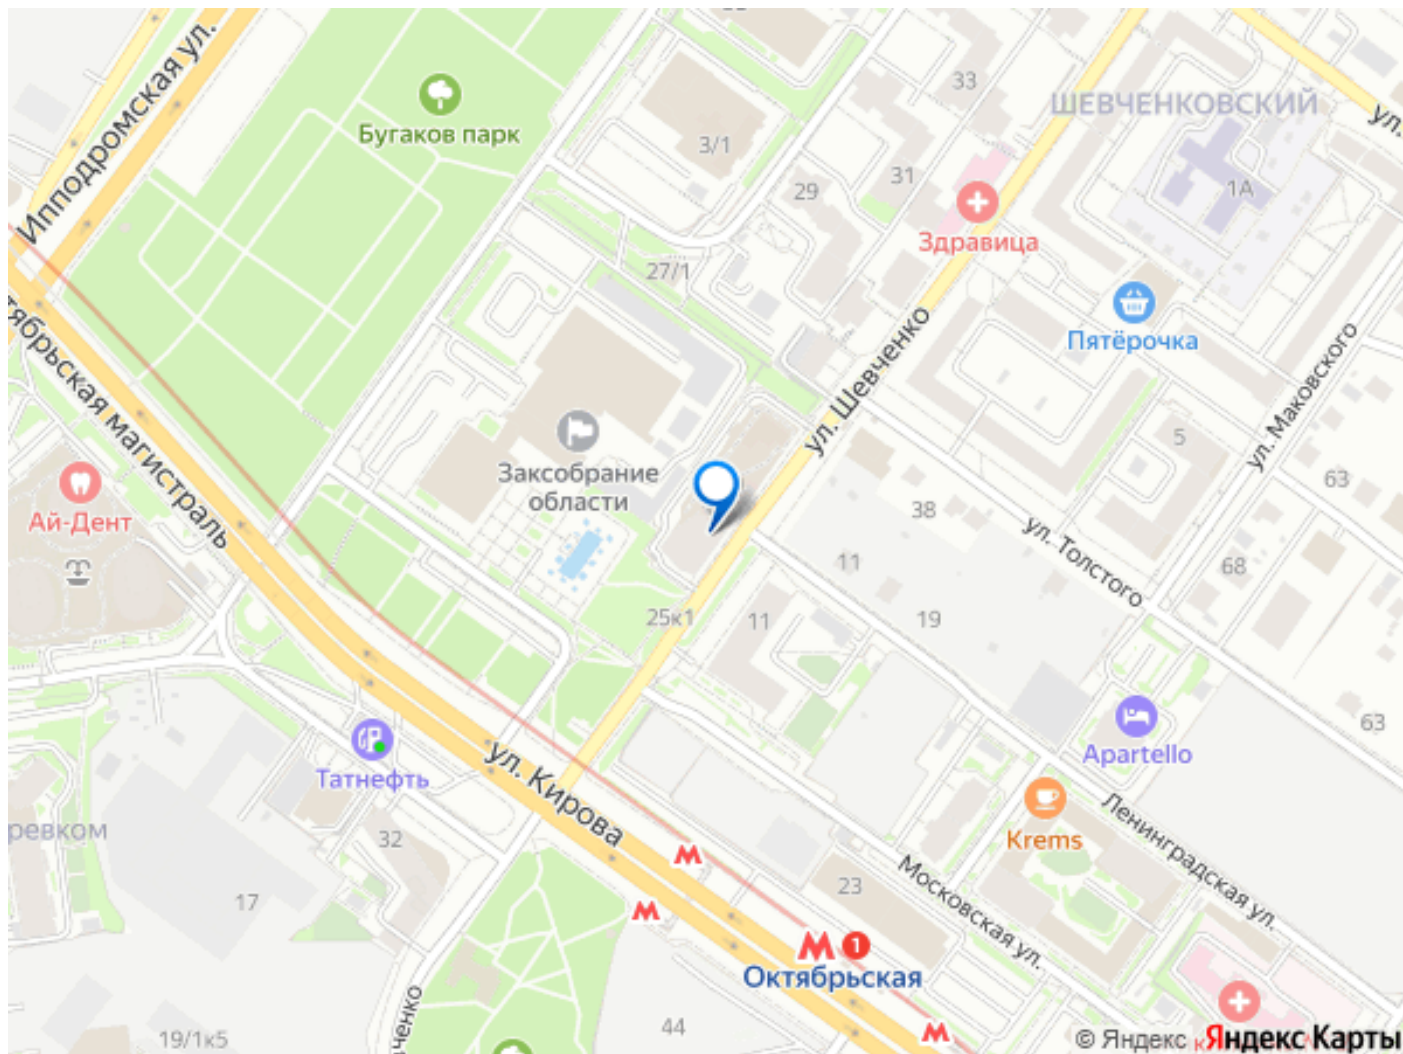 Ипподромская ул.
Бугаков парк
3/1
33
31
29
ШЕВЧЕНКОВСКИЙ
ул.
1А
Здравица
27/1
Пятёрочка
ул. Шевченко
ул. Маковского
тябрьская магистраль
Заксобрание
области
Ай-Дент
5
63
38
ул. Толстого
11
68
19
25к1
11
63
Apartello
Татнефть
ул. Кирова
ревком
32
Krems
Ленинградская ул.
17
23
Московская ул.
1
Октябрьская
вченко
44
19/1к5
© Яндекс Яндекс Карты